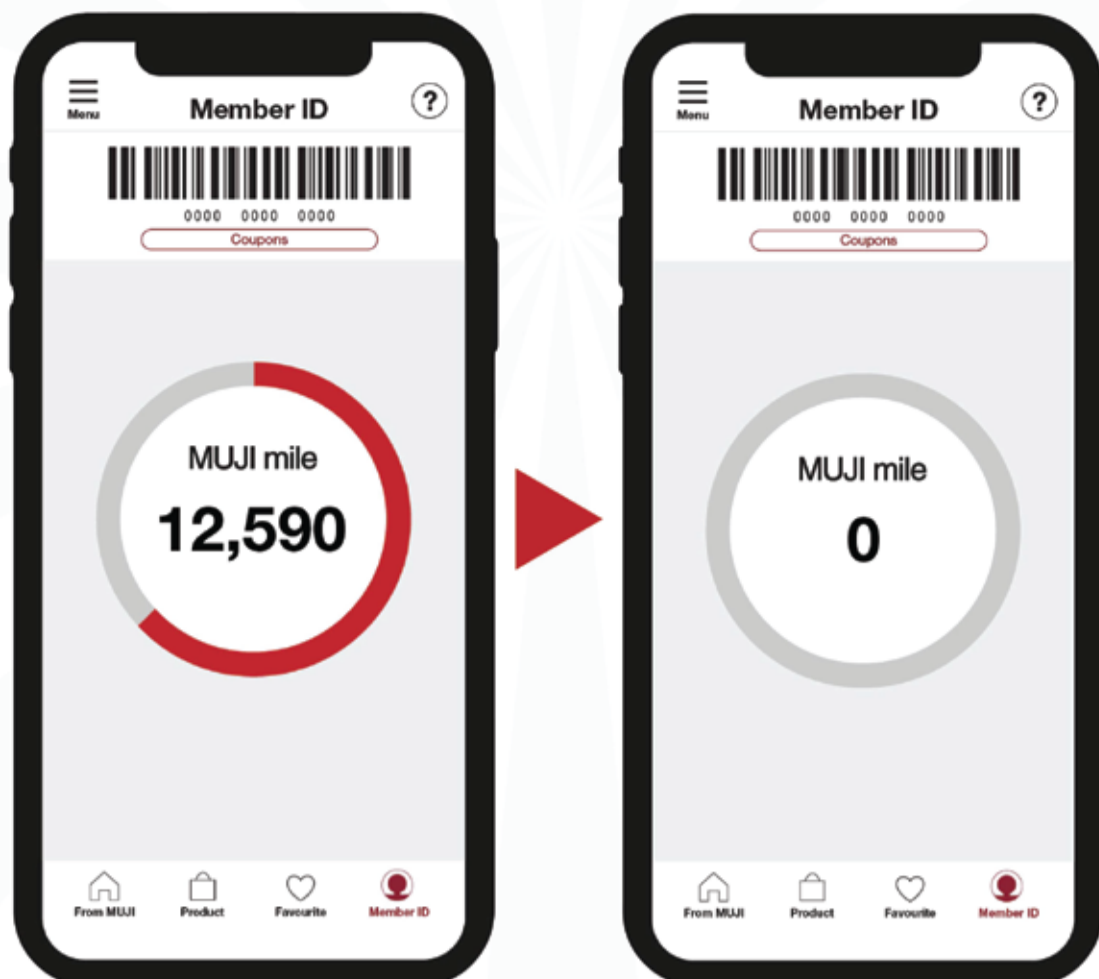 Menu
Member ID
?
0000 0000 0000
Coupons
MUJI mile
12,590
From MUJI
Product
Favourite
Member ID
Menu
Member ID
?
0000 0000 0000
Coupons
MUJI mile
0
From MUJI
Product
Favourite
Member ID